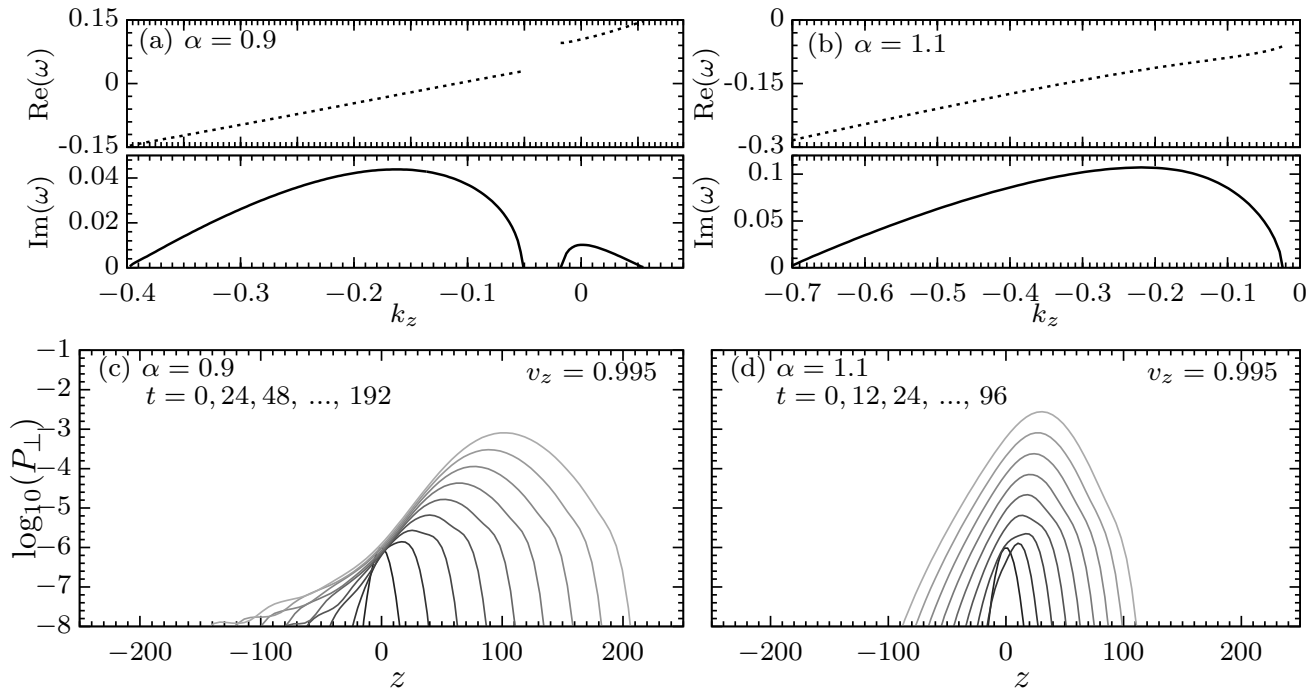 0.15
0
-0.15
Re(ω)
(a) α = 0.9
0
-0.15
-0.3
Re(ω)
(b) α = 1.1
0.04
0.02
0
Im(ω)
−0.4 −0.3 −0.2 −0.1 0
k_z
0.1
0.05
0
Im(ω)
−0.7 −0.6 −0.5 −0.4 −0.3 −0.2 −0.1 0
k_z
−1
−2
−3
−4
−5
−6
−7
−8
log₁₀(P⊥)
(c) α = 0.9
v_z = 0.995
t = 0, 24, 48, ..., 192
−200 −100 0 100 200
z
(d) α = 1.1
v_z = 0.995
t = 0, 12, 24, ..., 96
−200 −100 0 100 200
z